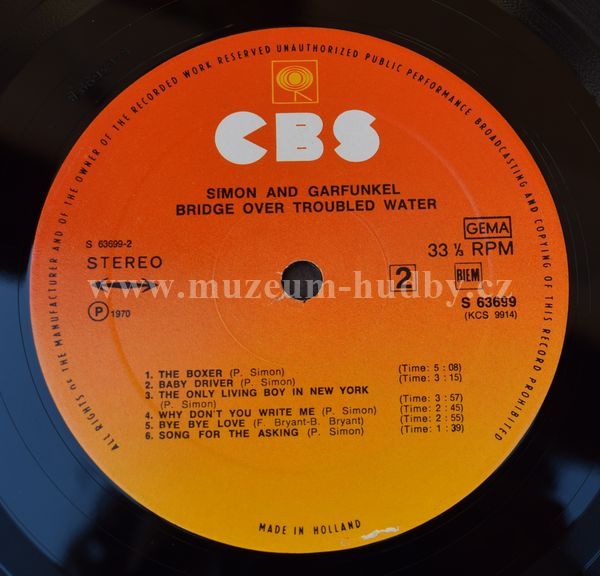 ALL RIGHTS OF THE MANUFACTURER AND OF THE OWNER OF THE RECORDED WORK RESERVED UNAUTHORIZED PUBLIC PERFORMANCE BROADCASTING AND COPYING OF THIS RECORD PROHIBITED
CBS
SIMON AND GARFUNKEL
BRIDGE OVER TROUBLED WATER
S 63699-2
STEREO
GEMA
33 ⅓ RPM
2 BIEM
www.muzeum-hudby.cz
P 1970
S 63699
(KCS 9914)
1. THE BOXER (P. Simon) (Time: 5 : 08)
2. BABY DRIVER (P. Simon) (Time: 3 : 15)
3. THE ONLY LIVING BOY IN NEW YORK
(P. Simon) (Time: 3 : 57)
4. WHY DON'T YOU WRITE ME (P. Simon) (Time: 2 : 45)
5. BYE BYE LOVE (F. Bryant-B. Bryant) (Time: 2 : 55)
6. SONG FOR THE ASKING (P. Simon) (Time: 1 : 39)
MADE IN HOLLAND